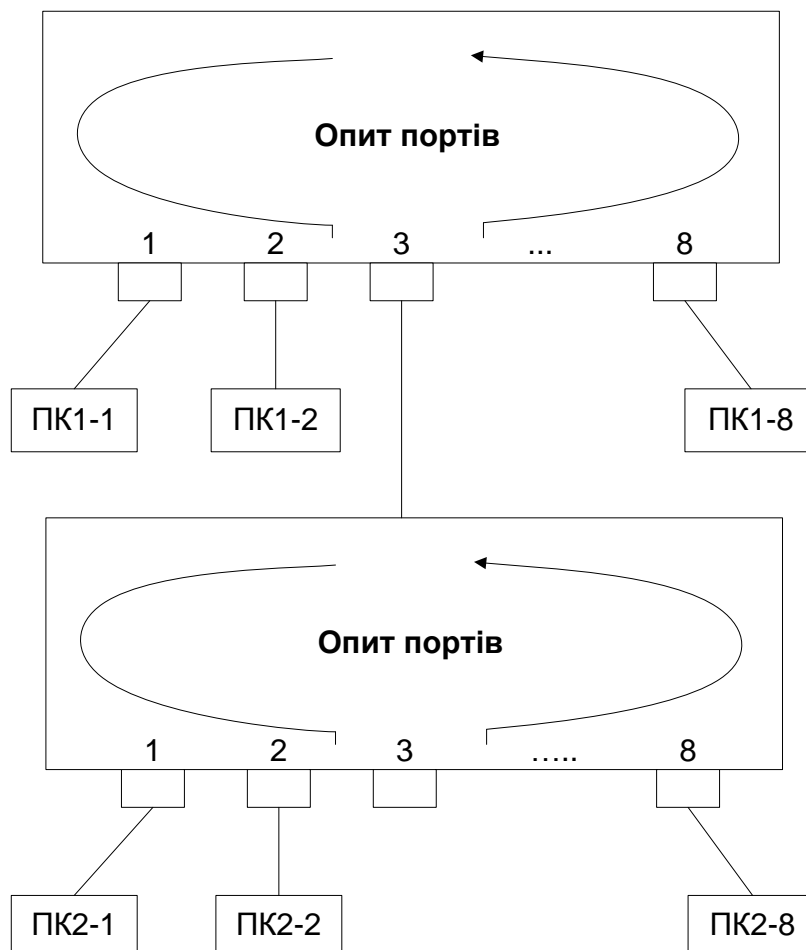 Опит портів
1 2 3 ... 8
ПК1-1 ПК1-2 ПК1-8
Опит портів
1 2 3 ..... 8
ПК2-1 ПК2-2 ПК2-8